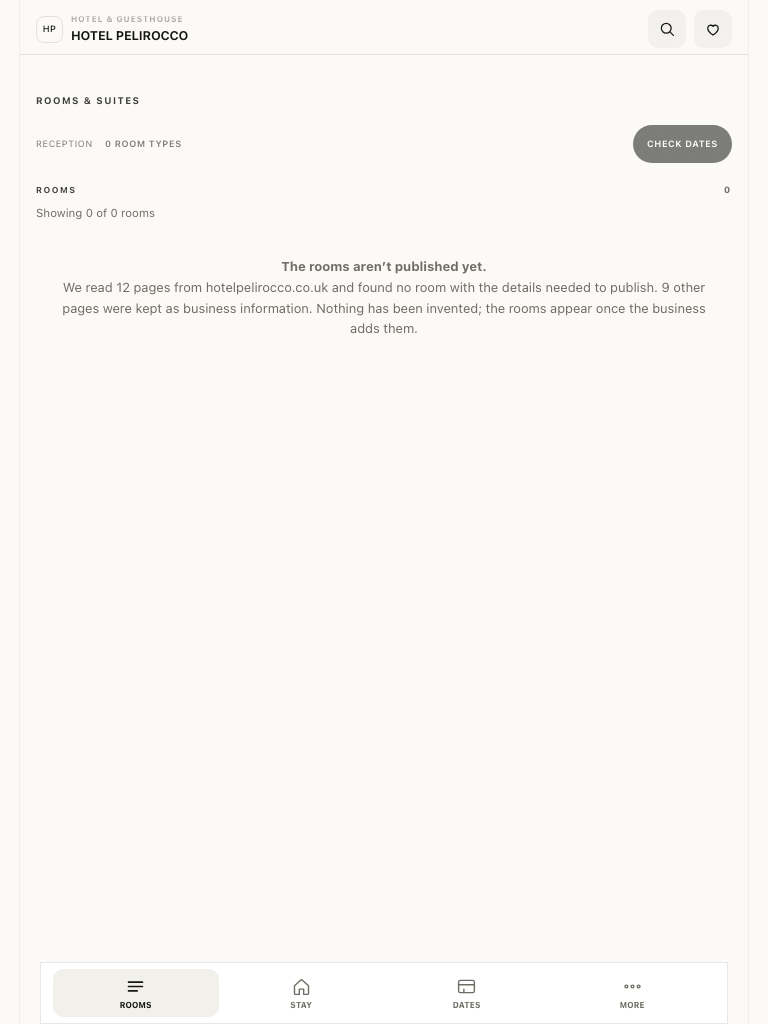 HP
HOTEL & GUESTHOUSE
HOTEL PELIROCCO
ROOMS & SUITES
RECEPTION 0 ROOM TYPES
CHECK DATES
ROOMS 0
Showing 0 of 0 rooms
The rooms aren’t published yet.
We read 12 pages from hotelpelirocco.co.uk and found no room with the details needed to publish. 9 other
pages were kept as business information. Nothing has been invented; the rooms appear once the business
adds them.
ROOMS STAY DATES MORE